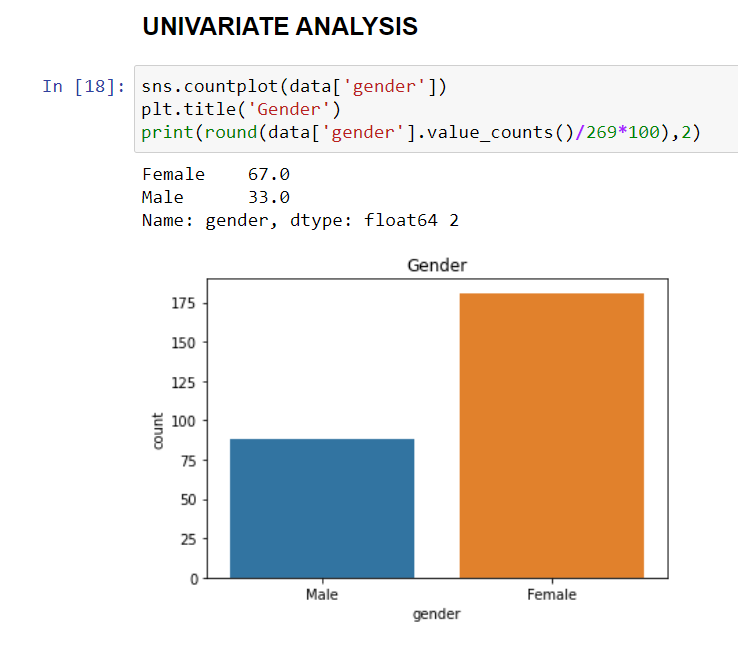 UNIVARIATE ANALYSIS
In [18]: sns.countplot(data['gender'])
plt.title('Gender')
print(round(data['gender'].value_counts()/269*100),2)
Female    67.0
Male      33.0
Name: gender, dtype: float64 2
Gender
175
150
125
100
75
50
25
0
count
Male Female
gender